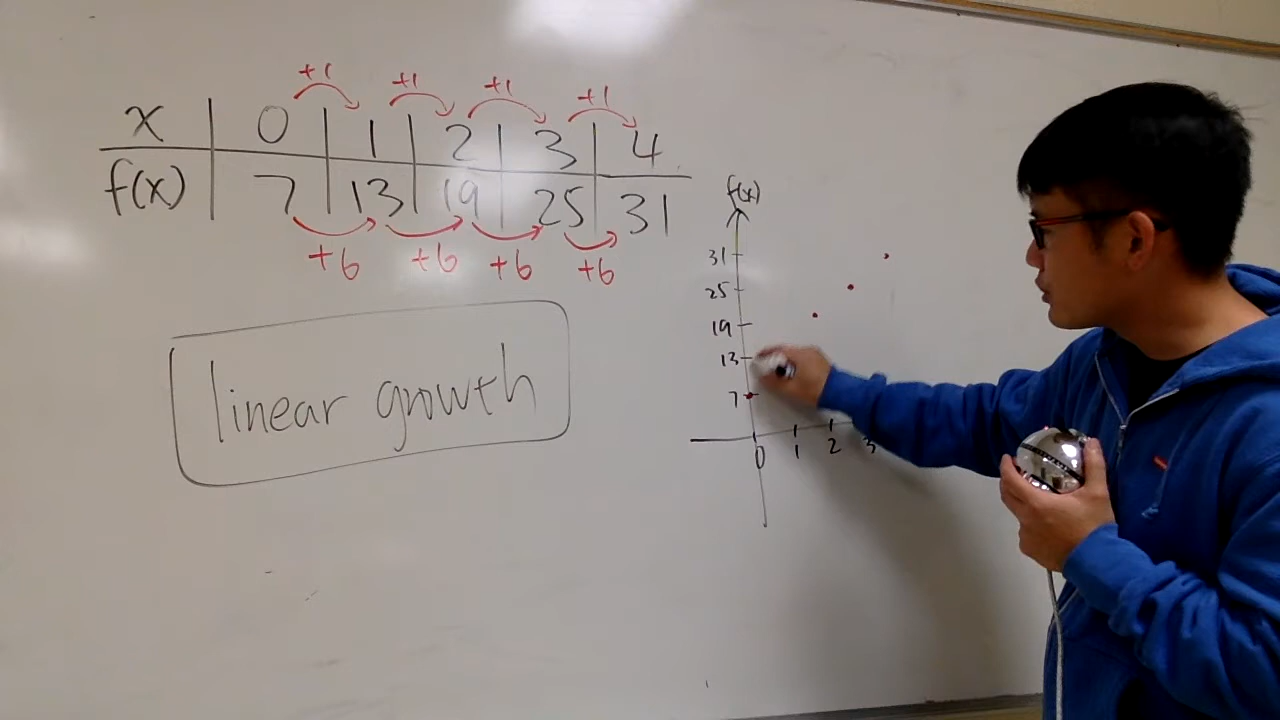 +1 +1 +1 +1
x 0 1 2 3 4
f(x) 7 13 19 25 31
+6 +6 +6 +6
linear growth
f(x)
31
25
19
13
7
0 1 2 3